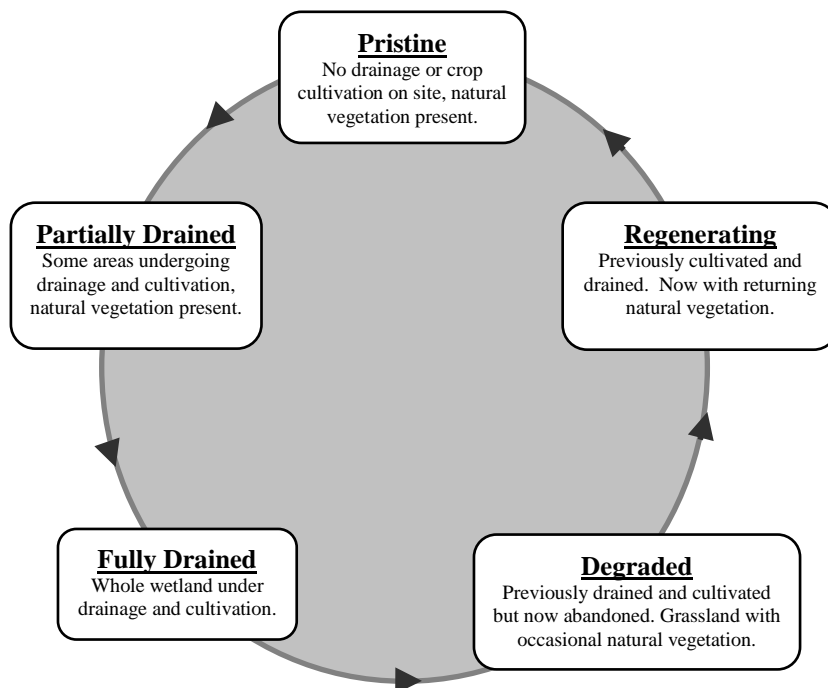 Pristine
No drainage or crop
cultivation on site, natural
vegetation present.
Partially Drained
Some areas undergoing
drainage and cultivation,
natural vegetation present.
Regenerating
Previously cultivated and
drained.  Now with returning
natural vegetation.
Fully Drained
Whole wetland under
drainage and cultivation.
Degraded
Previously drained and cultivated
but now abandoned. Grassland with
occasional natural vegetation.